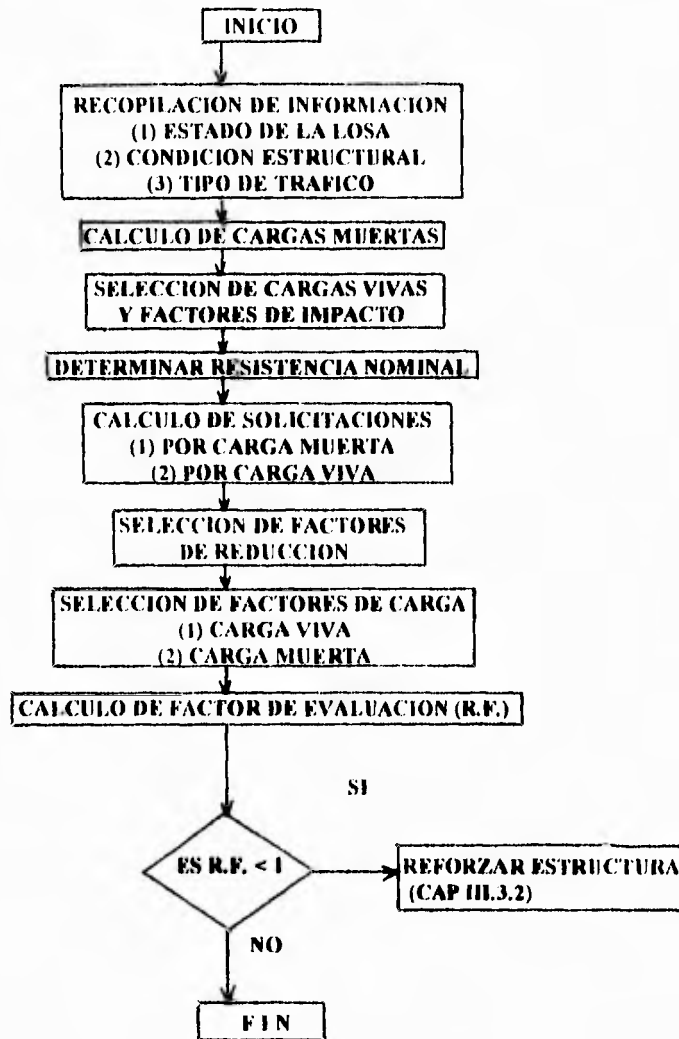 INICIO
RECOPILACION DE INFORMACION
(1) ESTADO DE LA LOSA
(2) CONDICION ESTRUCTURAL
(3) TIPO DE TRAFICO
CALCULO DE CARGAS MUERTAS
SELECCION DE CARGAS VIVAS
Y FACTORES DE IMPACTO
DETERMINAR RESISTENCIA NOMINAL
CALCULO DE SOLICITACIONES
(1) POR CARGA MUERTA
(2) POR CARGA VIVA
SELECCION DE FACTORES
DE REDUCCION
SELECCION DE FACTORES DE CARGA
(1) CARGA VIVA
(2) CARGA MUERTA
CALCULO DE FACTOR DE EVALUACION (R.F.)
SI
ES R.F. < 1
REFORZAR ESTRUCTURA
(CAP III.3.2)
NO
F I N